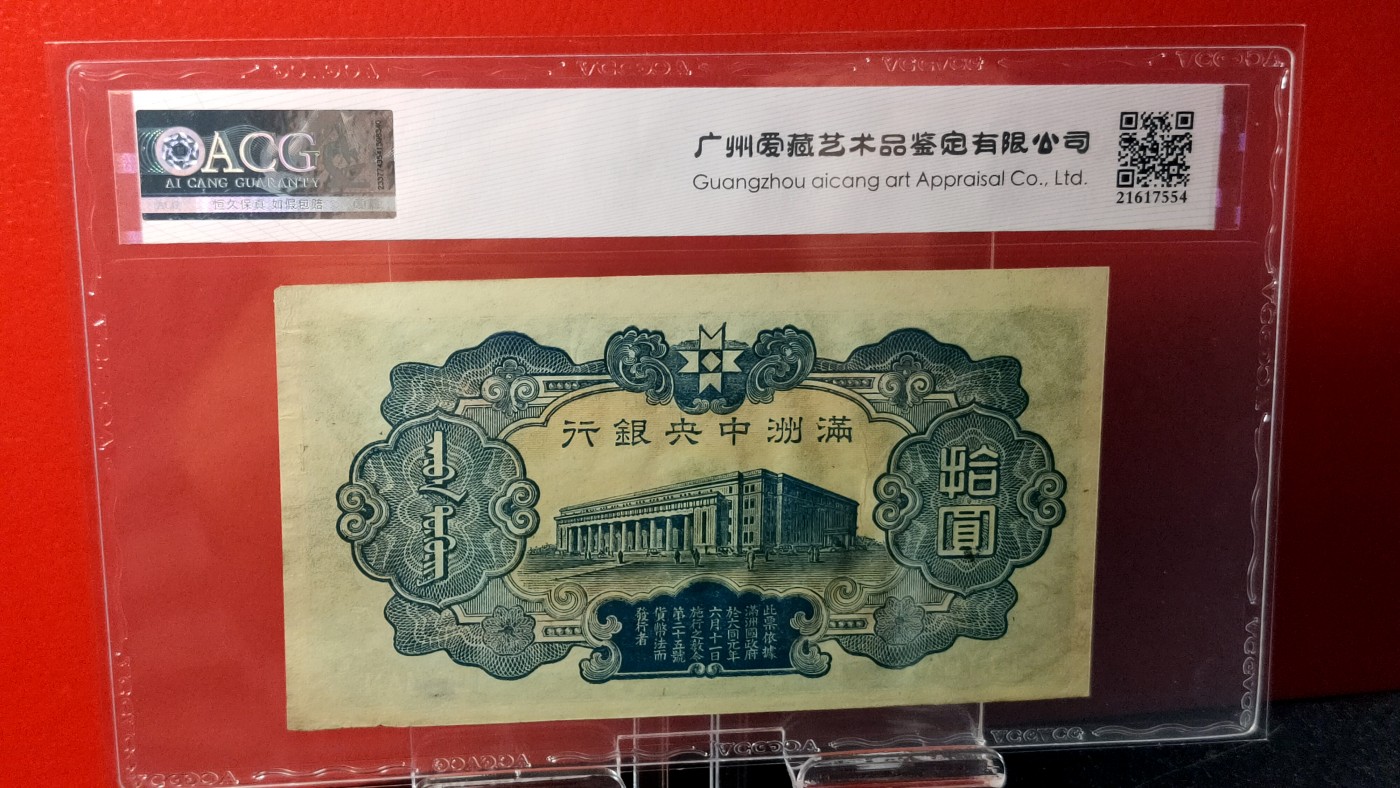 ACG
AI CANG GUARANTY
恒久保真 如假包賠
广州爱藏艺术品鉴定有限公司
Guangzhou aicang art Appraisal Co., Ltd.
21617554
滿洲中央銀行
拾圓
此票依據
滿洲國政府
於大同元年
六月十一日
施行之敎令
第二十五號
貨幣法而
發行者